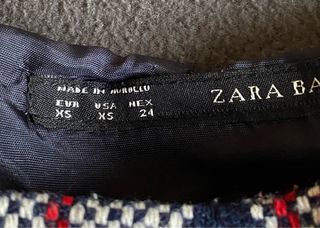 MADE IN MOROCCO
EUR USA MEX
XS XS 24
ZARA BA